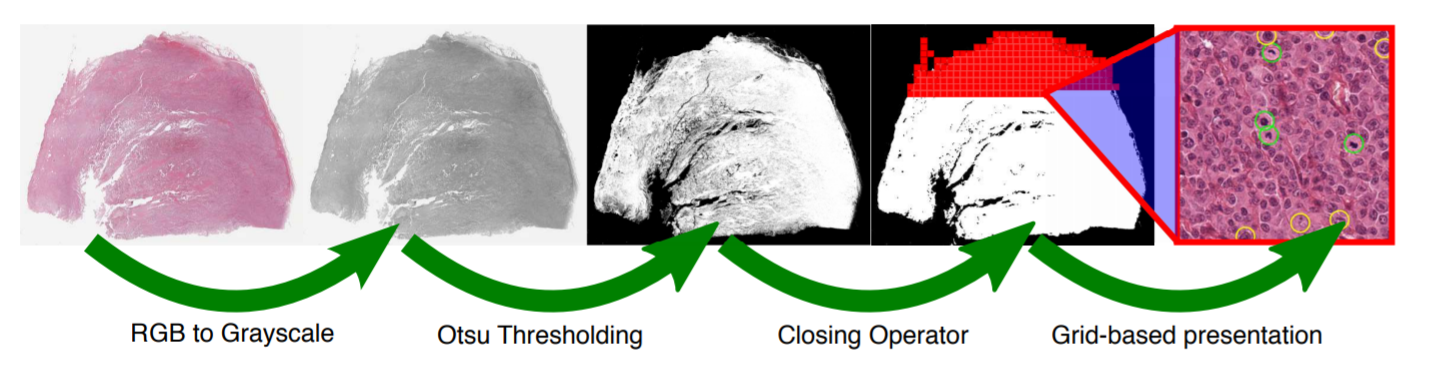 RGB to Grayscale
Otsu Thresholding
Closing Operator
Grid-based presentation